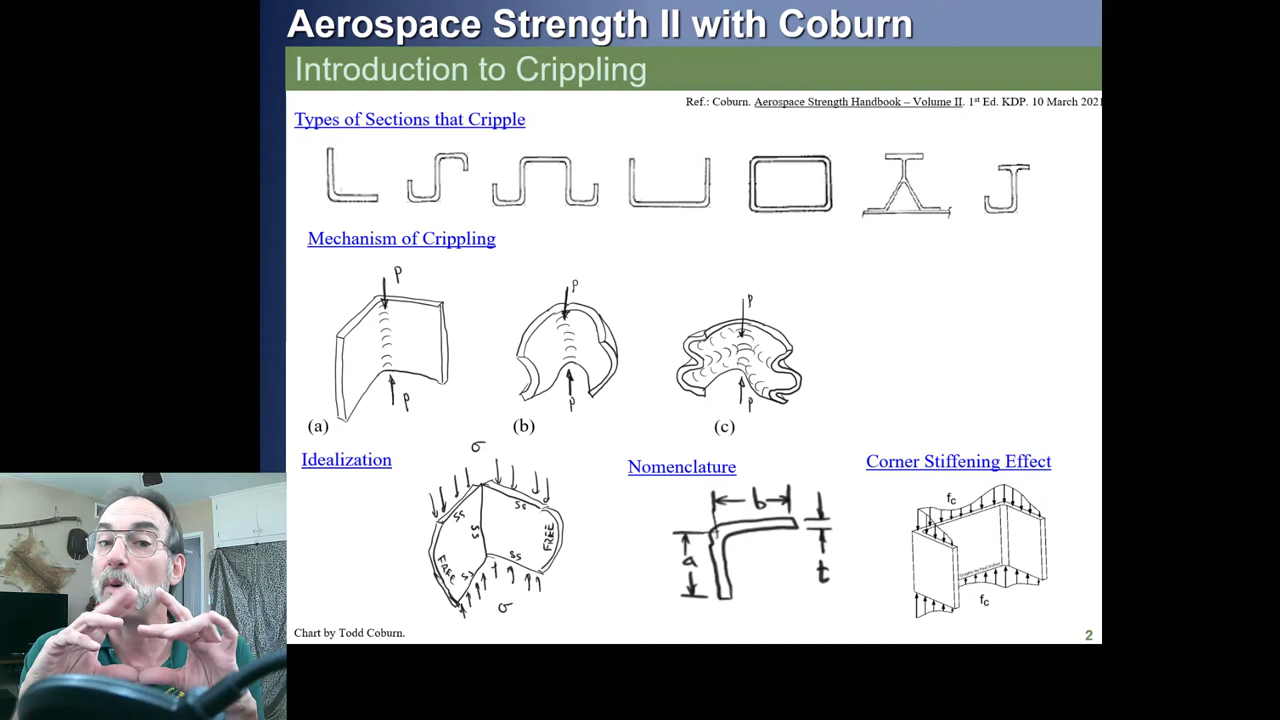 Aerospace Strength II with Coburn
Introduction to Crippling
Ref.: Coburn. Aerospace Strength Handbook – Volume II. 1st Ed. KDP. 10 March 2021
Types of Sections that Cripple
Mechanism of Crippling
P
P
P
P
P
P
(a)
(b)
(c)
Idealization
Nomenclature
Corner Stiffening Effect
σ
SS
SS
SS
FREE
FREE
SS
SS
σ
b
a
t
fc
fc
Chart by Todd Coburn.
2